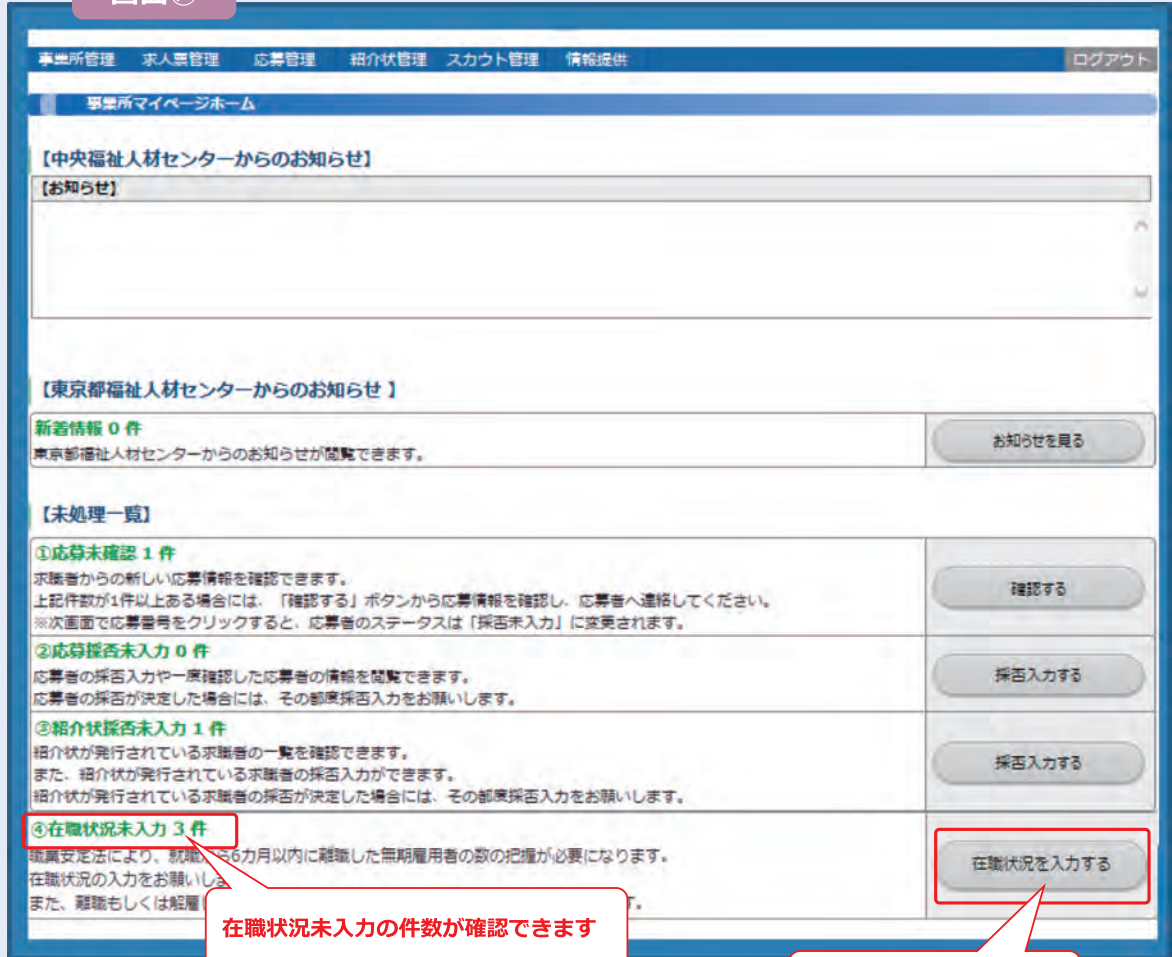 画面
事業所管理 求人票管理 応募管理 紹介状管理 スカウト管理 情報提供 ログアウト
事業所マイページホーム
【中央福祉人材センターからのお知らせ】
【お知らせ】
【東京都福祉人材センターからのお知らせ 】
新着情報 0 件
東京都福祉人材センターからのお知らせが閲覧できます。
お知らせを見る
【未処理一覧】
①応募未確認 1 件
求職者からの新しい応募情報を確認できます。
上記件数が1件以上ある場合には、「確認する」ボタンから応募情報を確認し、応募者へ連絡してください。
※次画面で応募番号をクリックすると、応募者のステータスは「採否未入力」に変更されます。
確認する
②応募採否未入力 0 件
応募者の採否入力や一度確認した応募者の情報を閲覧できます。
応募者の採否が決定した場合には、その都度採否入力をお願いします。
採否入力する
③紹介状採否未入力 1 件
紹介状が発行されている求職者の一覧を確認できます。
また、紹介状が発行されている求職者の採否入力ができます。
紹介状が発行されている求職者の採否が決定した場合には、その都度採否入力をお願いします。
採否入力する
④在職状況未入力 3 件
職業安定法により、就職から6カ月以内に離職した無期雇用者の数の把握が必要になります。
在職状況の入力をお願いしま
また、離職もしくは解雇 す。
在職状況を入力する
在職状況未入力の件数が確認できます